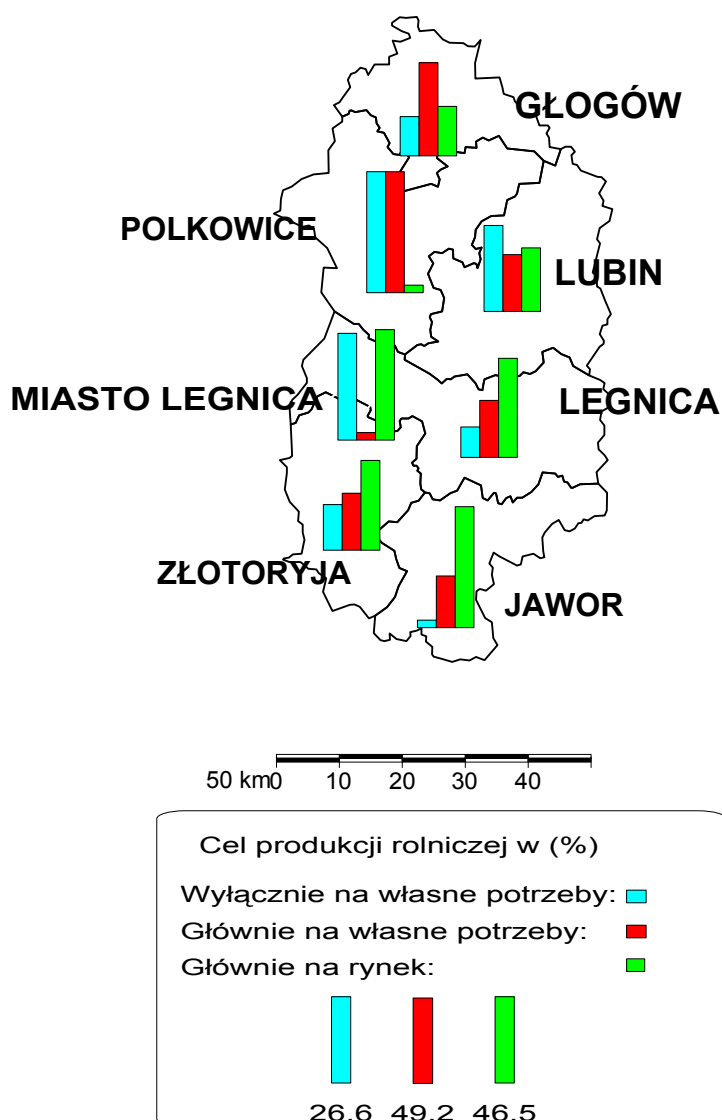 GŁOGÓW
POLKOWICE
LUBIN
MIASTO LEGNICA
LEGNICA
ZŁOTORYJA
JAWOR
50 km0 10 20 30 40
Cel produkcji rolniczej w (%)
Wyłącznie na własne potrzeby:
Głównie na własne potrzeby:
Głównie na rynek:
26.6 49.2 46.5